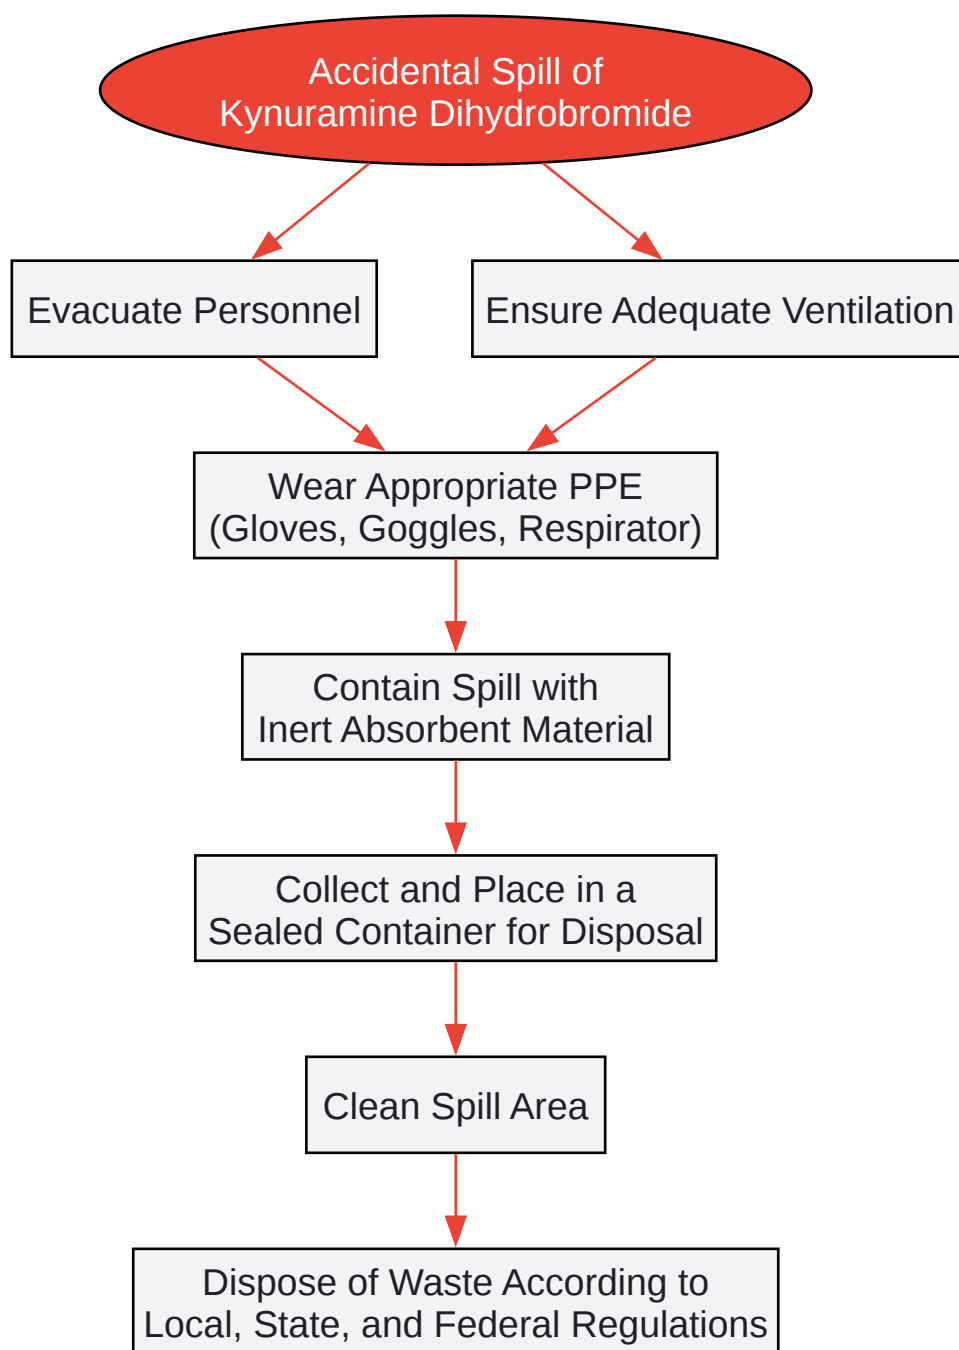 Accidental Spill of
Kynuramine Dihydrobromide
Evacuate Personnel
Ensure Adequate Ventilation
Wear Appropriate PPE
(Gloves, Goggles, Respirator)
Contain Spill with
Inert Absorbent Material
Collect and Place in a
Sealed Container for Disposal
Clean Spill Area
Dispose of Waste According to
Local, State, and Federal Regulations